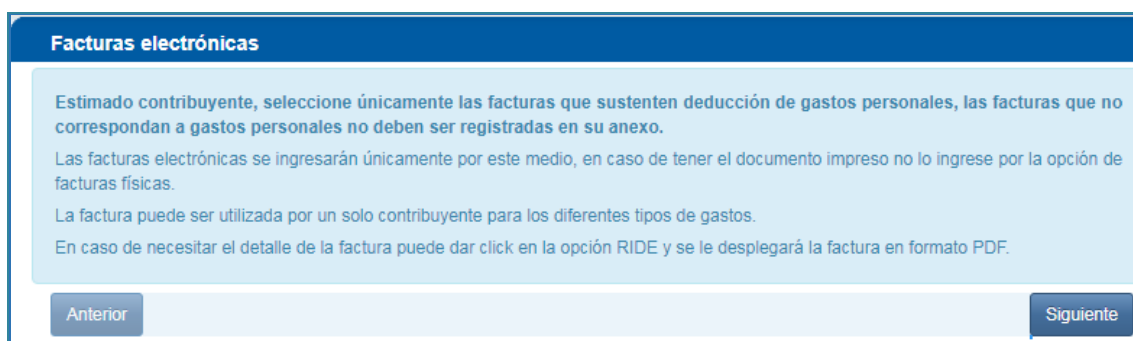 Facturas electrónicas
Estimado contribuyente, seleccione únicamente las facturas que sustenten deducción de gastos personales, las facturas que no
correspondan a gastos personales no deben ser registradas en su anexo.
Las facturas electrónicas se ingresarán únicamente por este medio, en caso de tener el documento impreso no lo ingrese por la opción de
facturas físicas.
La factura puede ser utilizada por un solo contribuyente para los diferentes tipos de gastos.
En caso de necesitar el detalle de la factura puede dar click en la opción RIDE y se le desplegará la factura en formato PDF.
Anterior
Siguiente